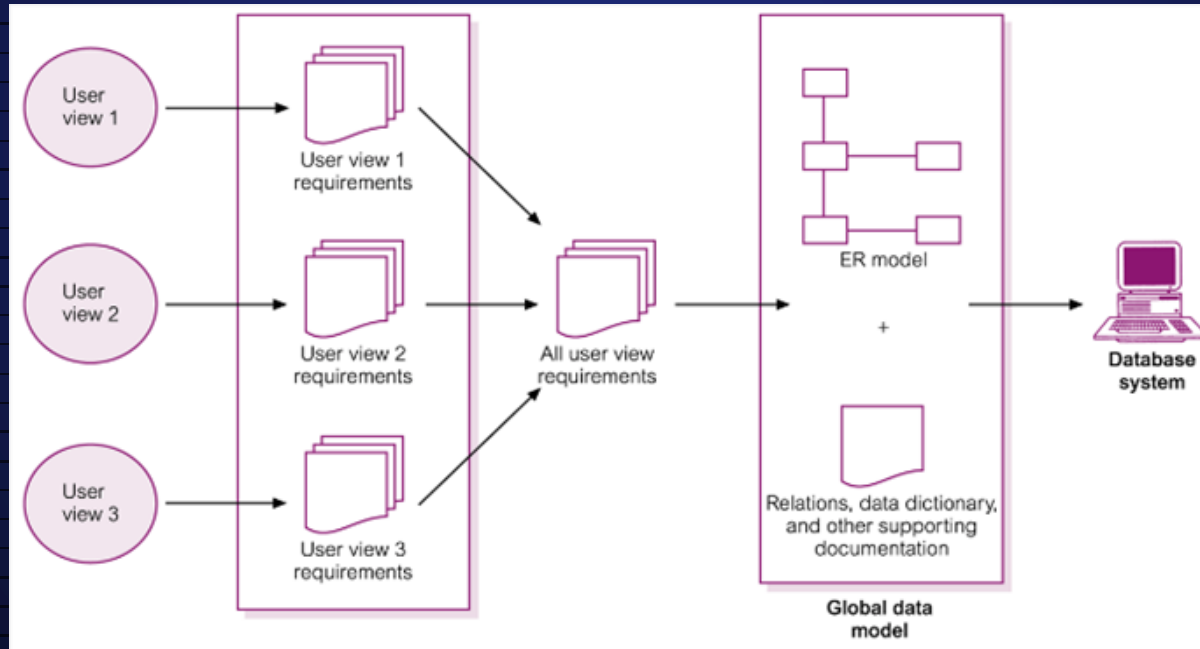 User
view 1
User view 1
requirements
User
view 2
User view 2
requirements
All user view
requirements
ER model
+
Database
system
User
view 3
User view 3
requirements
Relations, data dictionary,
and other supporting
documentation
Global data
model